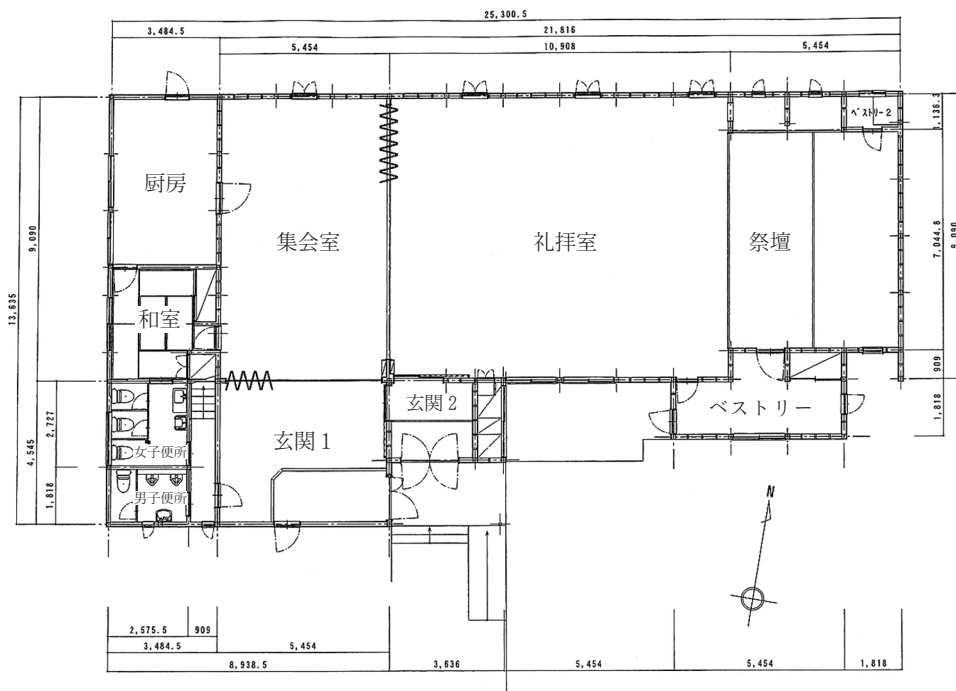 25,300.5
3,484.5
21,816
5,454
10,908
5,454
1,136.3
ベストリー2
厨房
集会室
礼拝室
祭壇
9,090
7,044.8
9,090
13,635
和室
909
玄関2
ベストリー
1,818
2,727
玄関1
女子便所
4,545
男子便所
1,818
N
2,575.5
909
3,484.5
5,454
8,938.5
3,636
5,454
5,454
1,818